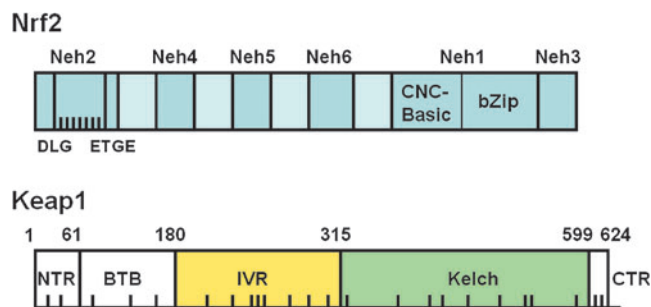 Nrf2
Neh2 Neh4 Neh5 Neh6 Neh1 Neh3
CNC-
Basic bZip
DLG ETGE
Keap1
1 61 180 315 599 624
NTR BTB IVR Kelch CTR